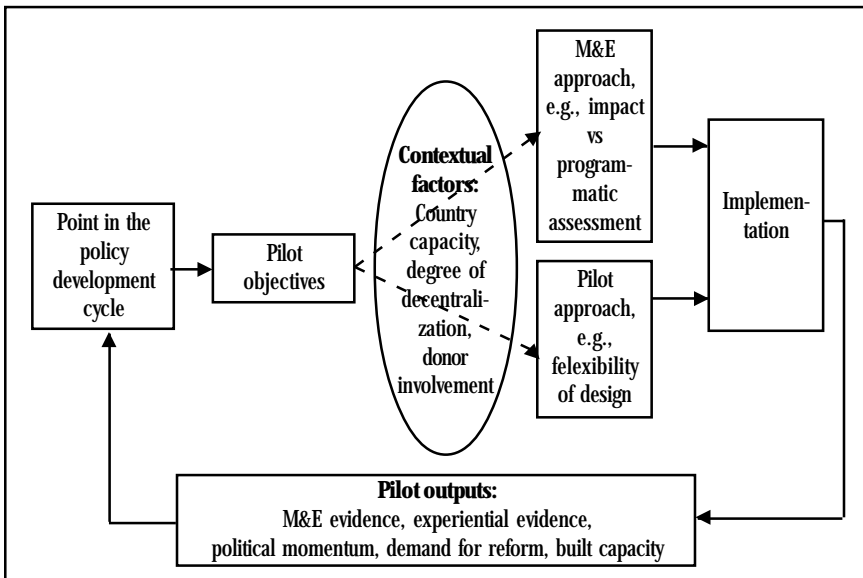 Point in the
policy
development
cycle
Pilot
objectives
Contextual
factors:
Country
capacity,
degree of
decentrali-
zation,
donor
involvement
M&E
approach,
e.g., impact
vs
program-
matic
assessment
Pilot
approach,
e.g.,
felexibility
of design
Implemen-
tation
Pilot outputs:
M&E evidence, experiential evidence,
political momentum, demand for reform, built capacity